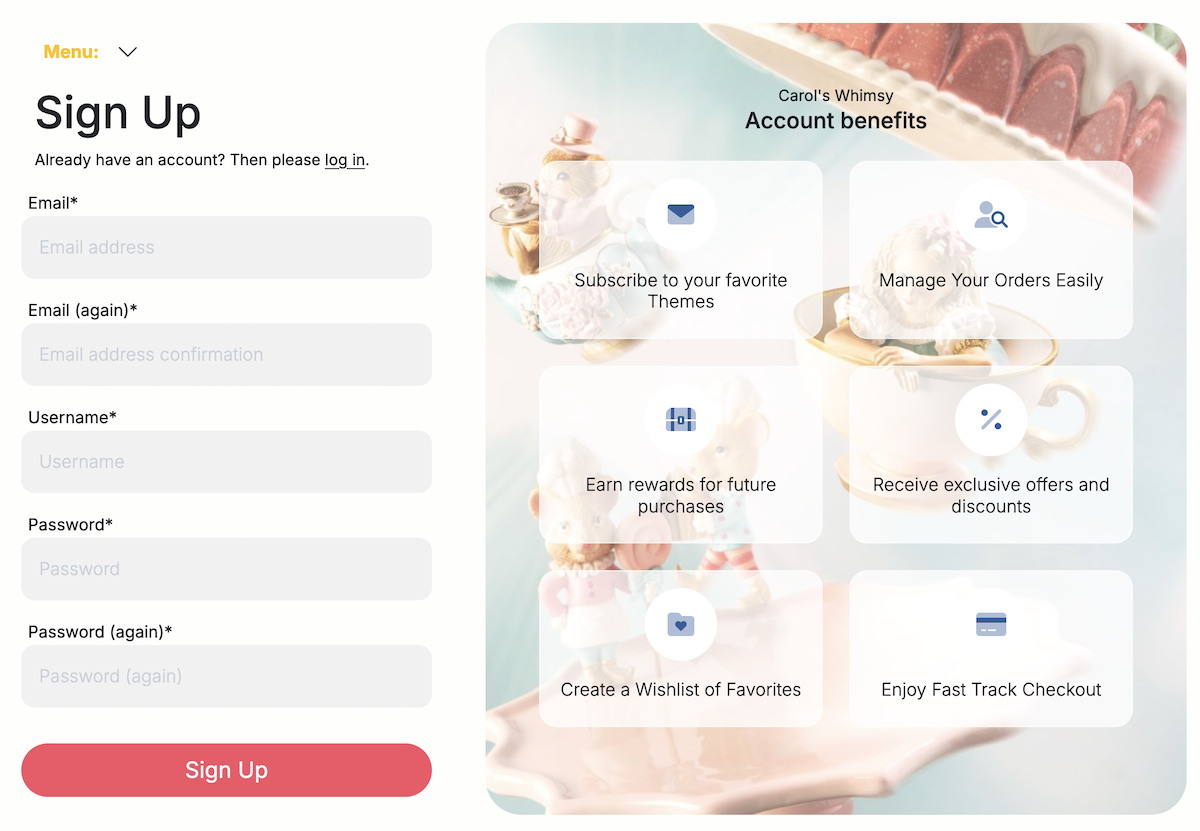 Menu:
Sign Up
Already have an account? Then please log in.
Email*
Email address
Email (again)*
Email address confirmation
Username*
Username
Password*
Password
Password (again)*
Password (again)
Sign Up
Carol's Whimsy
Account benefits
Subscribe to your favorite
Themes
Manage Your Orders Easily
Earn rewards for future
purchases
Receive exclusive offers and
discounts
Create a Wishlist of Favorites
Enjoy Fast Track Checkout